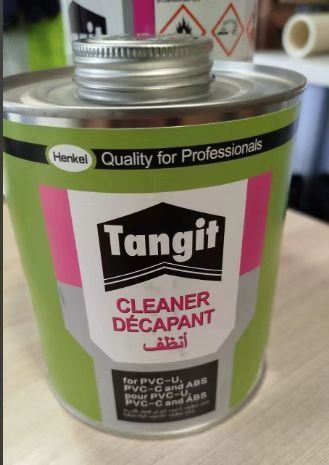 Henkel Quality for Professionals
Tangit
CLEANER
DÉCAPANT
أنظف
for PVC-U,
PVC-C and ABS
pour PVC-U,
PVC-C and ABS